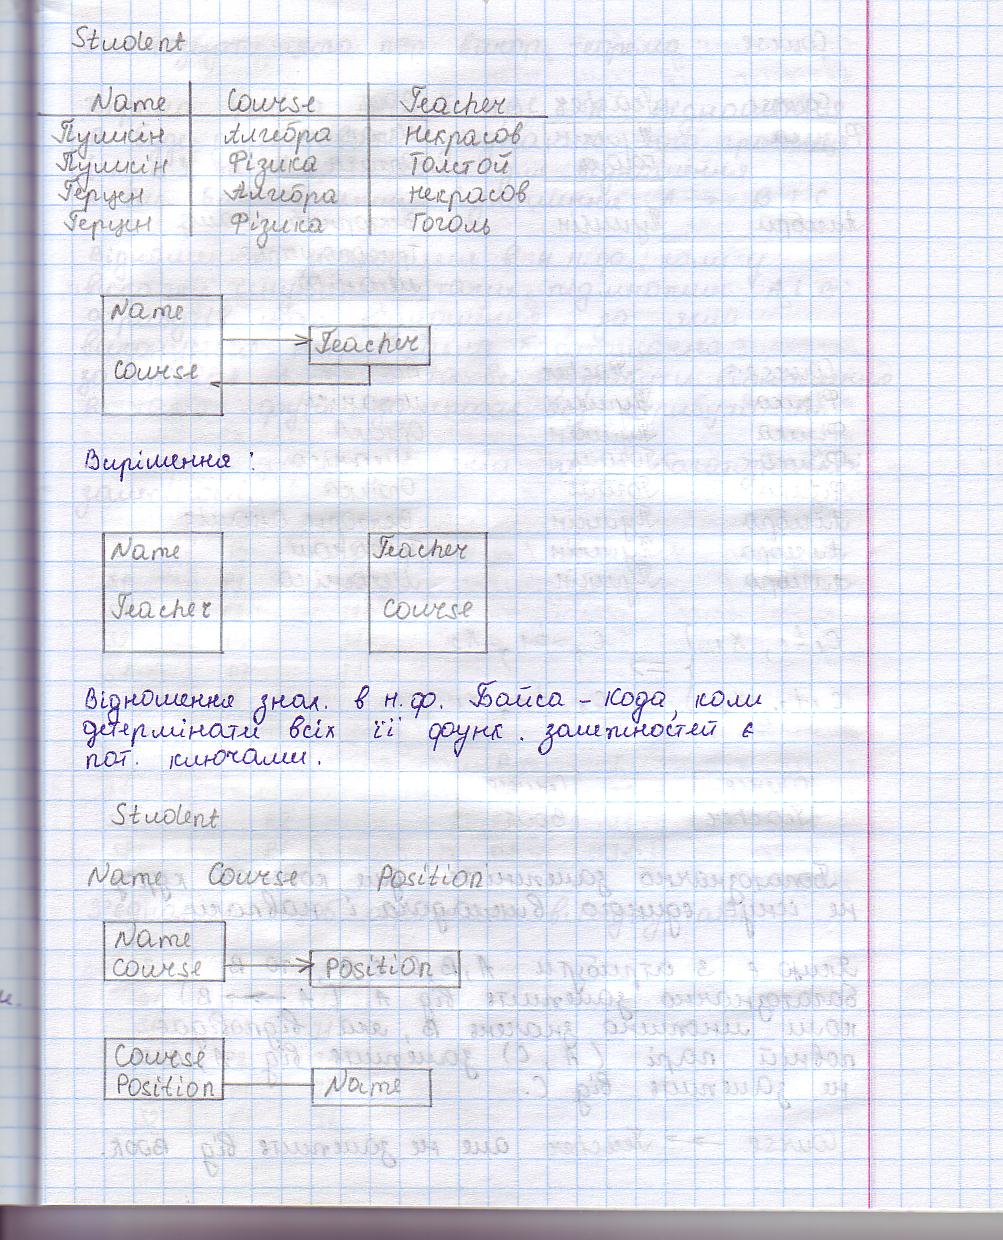 Student
Name Course Teacher
Пушкін Алгебра Некрасов
Пушкін Фізика Толстой
Герцен Алгебра Некрасов
Герцен Фізика Гоголь
Name
Teacher
Course
Вирішення :
Name Teacher
Teacher Course
Відношення знах. в н.ф. Бойса - Кода, коли
детермінати всіх її функ. залежностей є
пот. ключами.
Student
Name Course Position
Name
Course Position
Course
Position Name